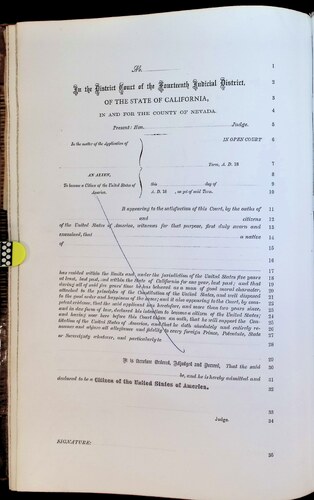 No. 1
In the District Court of the Fourteenth Judicial District. 2
OF THE STATE OF CALIFORNIA, 3
IN AND FOR THE COUNTY OF NEVADA. 4
Present: Hon. Judge. 5
In the matter of the Application of IN OPEN COURT 6
Term, A. D. 18 7
AN ALIEN, 8
To become a Citizen of the United States of this day of 9
America. A. D. 18 , as yet of said Term. 10
It appearing to the satisfaction of this Court, by the oaths of 11
and citizens 12
of the United States of America, witnesses for that purpose, first duly sworn and 13
examined, that a native 14
of 15
16
has resided within the limits and under the jurisdiction of the United States five years 17
at least, last past, and within the State of California for one year, last past; and that 18
during all of said five years' time he has behaved as a man of good moral character, 19
attached to the principles of the Constitution of the United States, and well disposed 20
to the good order and happiness of the same; and it also appearing to the Court, by com- 21
petent evidence, that the said applicant has heretofore, and more than two years since, 22
and in due form of law, declared his intention to become a citizen of the United States; 23
and having now here before this Court, taken an oath, that he will support the Con- 24
stitution of the United States of America, and that he doth absolutely and entirely re- 25
nounce and abjure all allegiance and fidelity to every foreign Prince, Potentate, State 26
or Sovereignty whatever, and particularly to 27
28
29
It is therefore Ordered, Adjudged and Decreed, That the said
30
be, and he is hereby admitted and 31
declared to be a Citizen of the United States of America. 32
33
Judge. 34
SIGNATURE: 36